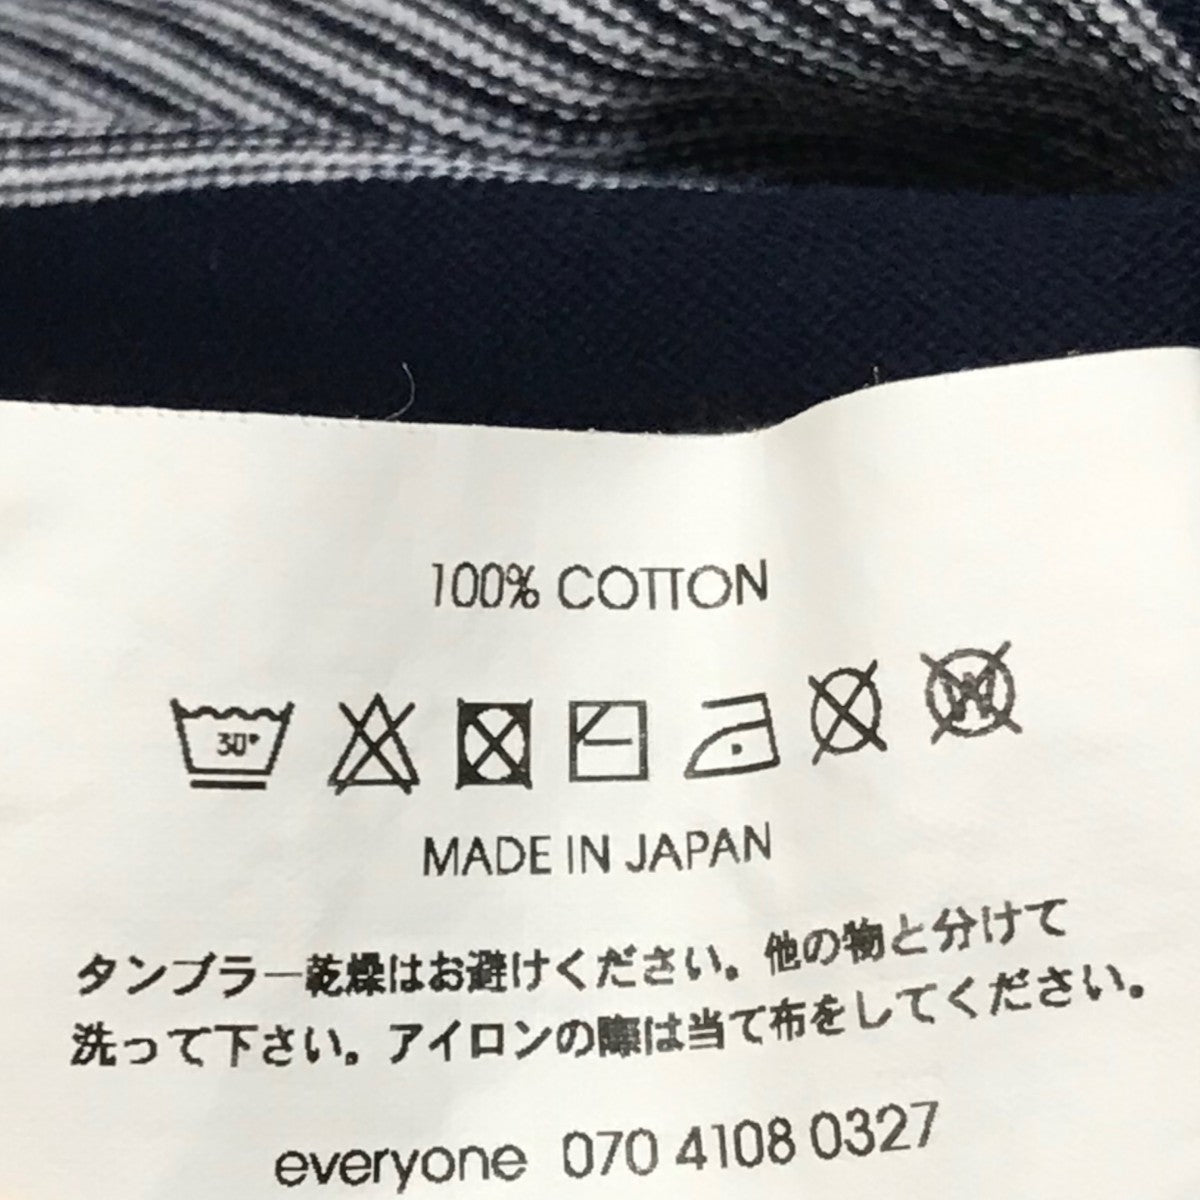 100% COTTON
30°
W
MADE IN JAPAN
タンブラー乾燥はお避けください。他の物と分けて
洗って下さい。アイロンの際は当て布をしてください。
everyone 070 4108 0327